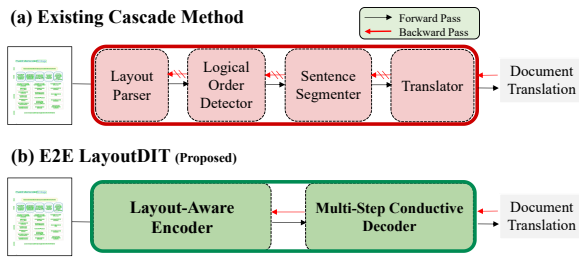 (a) Existing Cascade Method
Forward Pass
Backward Pass
Layout
Parser
Logical
Order
Detector
Sentence
Segmenter
Translator
Document
Translation
(b) E2E LayoutDIT (Proposed)
Layout-Aware
Encoder
Multi-Step Conductive
Decoder
Document
Translation